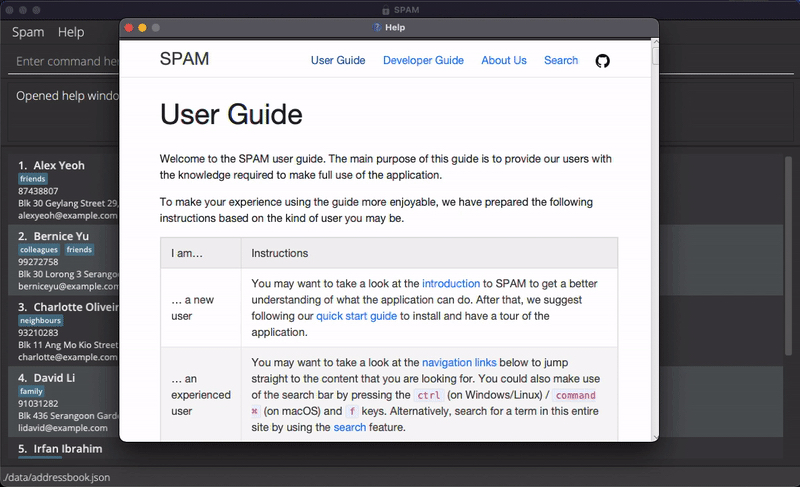 SPAM
Help
Spam Help
Enter command he
Opened help windo
1. Alex Yeoh
friends
87438807
Blk 30 Geylang Street 29,
alexyeoh@example.com
2. Bernice Yu
colleagues friends
99272758
Blk 30 Lorong 3 Serangoo
berniceyu@example.com
3. Charlotte Oliveir
neighbours
93210283
Blk 11 Ang Mo Kio Street
charlotte@example.com
4. David Li
family
91031282
Blk 436 Serangoon Garde
lidavid@example.com
5. Irfan Ibrahim
./data/addressbook.json
SPAM User Guide Developer Guide About Us Search
User Guide
Welcome to the SPAM user guide. The main purpose of this guide is to provide our users with
the knowledge required to make full use of the application.
To make your experience using the guide more enjoyable, we have prepared the following
instructions based on the kind of user you may be.
I am… Instructions
… a new
user
You may want to take a look at the introduction to SPAM to get a better
understanding of what the application can do. After that, we suggest
following our quick start guide to install and have a tour of the
application.
… an
experienced
user
You may want to take a look at the navigation links below to jump
straight to the content that you are looking for. You could also make use
of the search bar by pressing the ctrl (on Windows/Linux) / command
⌘ (on macOS) and f keys. Alternatively, search for a term in this entire
site by using the search feature.